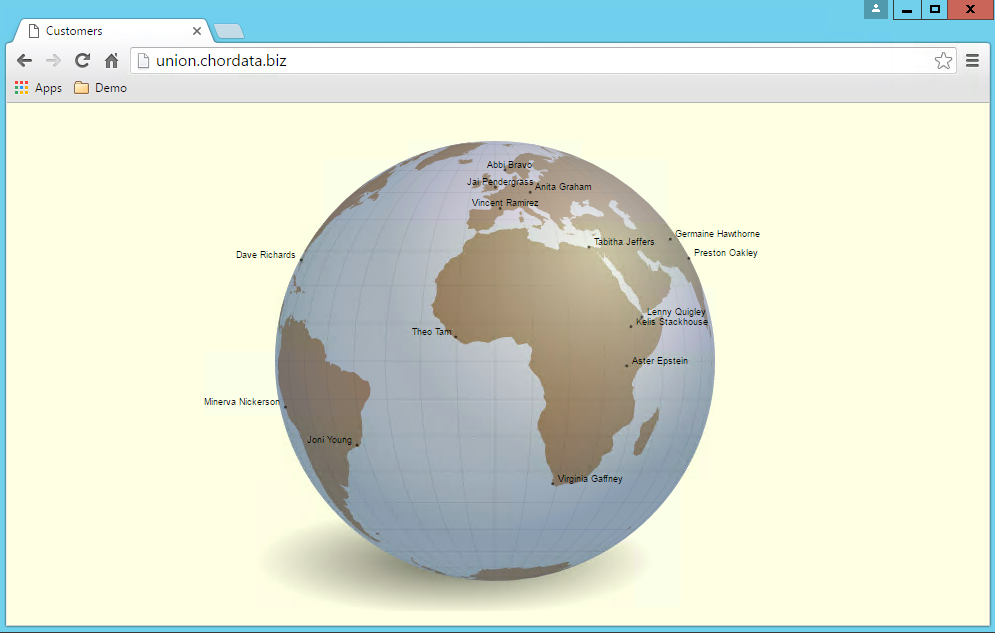 Customers
union.chordata.biz
Apps Demo
Abbi Bravo
Jai Pendergrass
Anita Graham
Vincent Ramirez
Germaine Hawthorne
Tabitha Jeffers
Preston Oakley
Dave Richards
Lenny Quigley
Kelis Stackhouse
Theo Tam
Aster Epstein
Minerva Nickerson
Joni Young
Virginia Gaffney